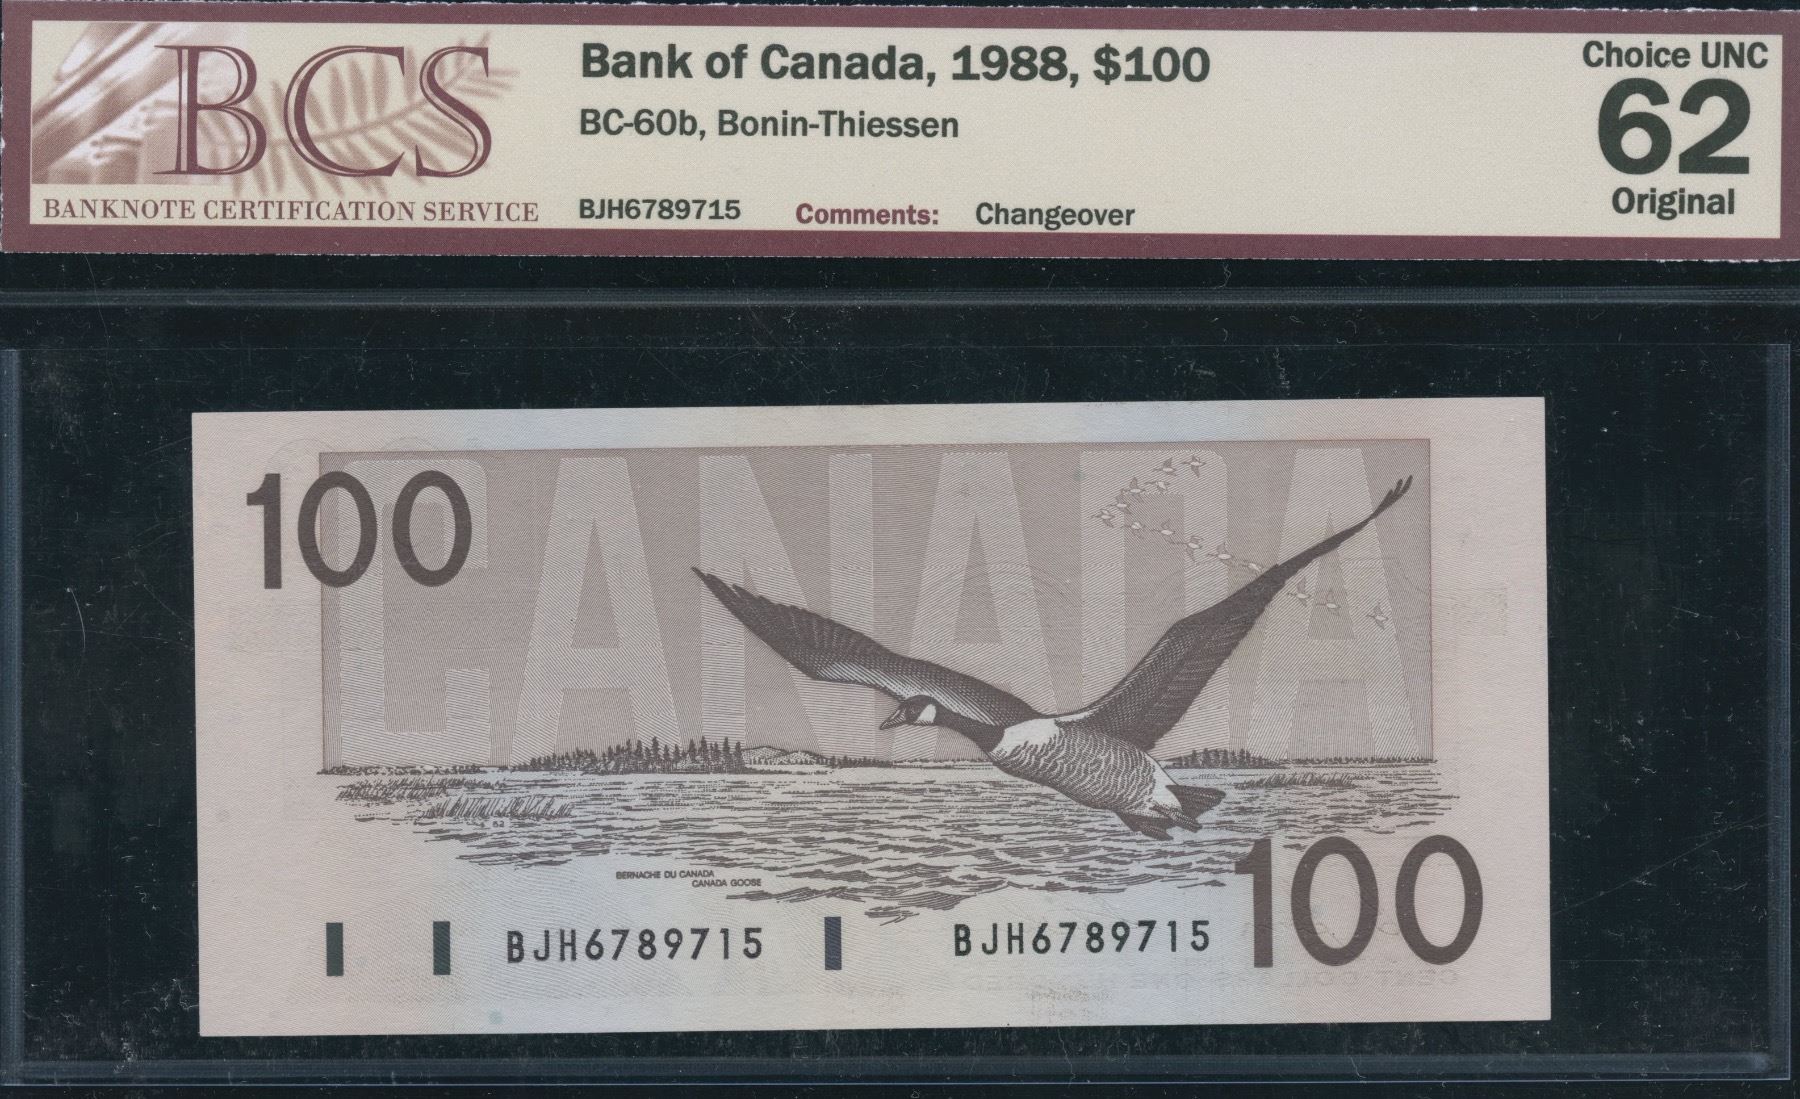 BCS
BANKNOTE CERTIFICATION SERVICE
Bank of Canada, 1988, $100
BC-60b, Bonin-Thiessen
BJH6789715 Comments: Changeover
Choice UNC
62
Original
CANADA
100
BERNACHE DU CANADA
CANADA GOOSE
BJH6789715 BJH6789715
100